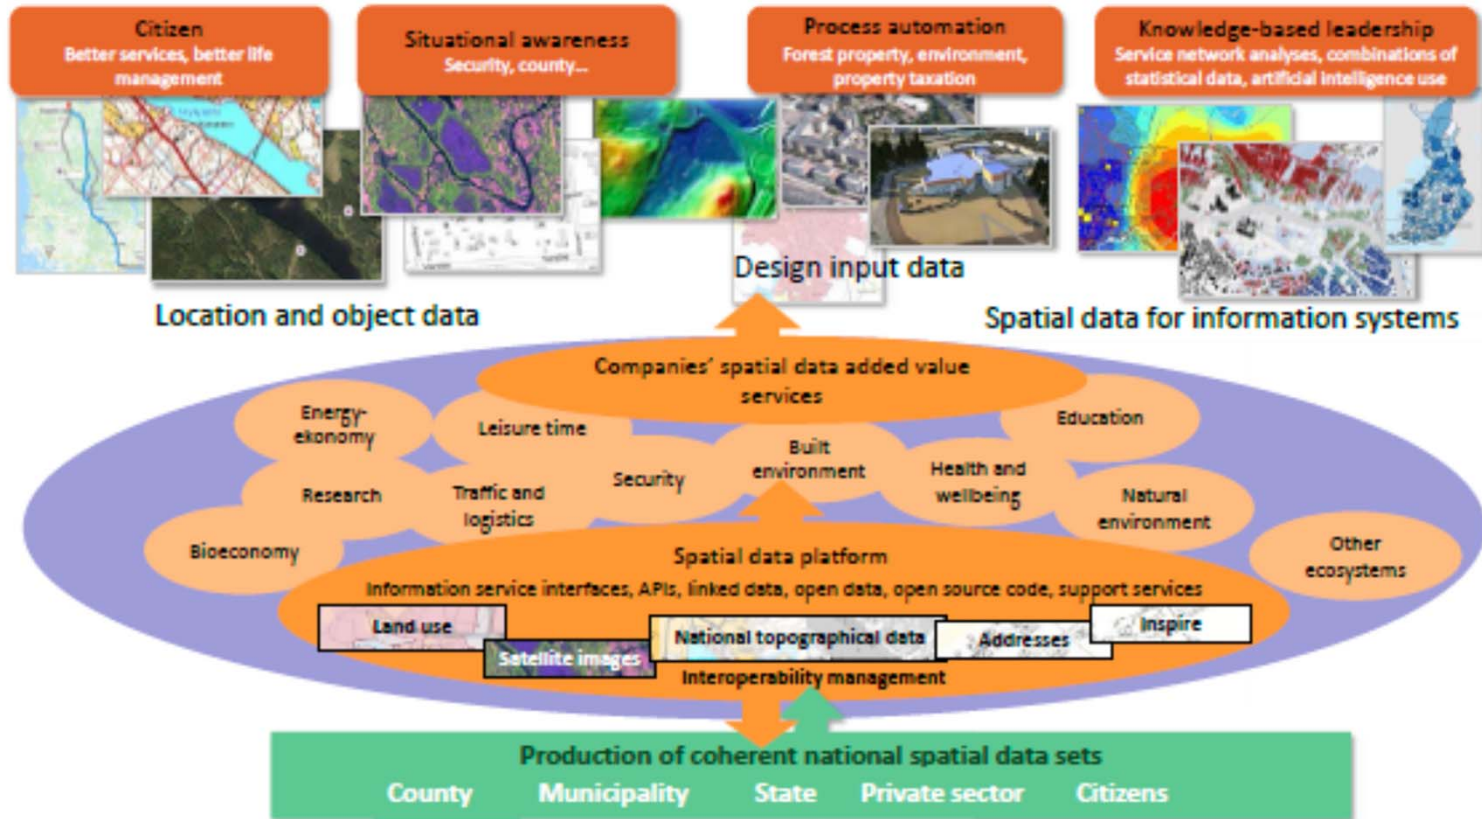 Citizen
Better services, better life
management
Situational awareness
Security, county...
Process automation
Forest property, environment,
property taxation
Knowledge-based leadership
Service network analyses, combinations of
statistical data, artificial intelligence use
Design input data
Location and object data
Spatial data for information systems
Companies' spatial data added value
services
Energy-
ekonomy
Leisure time
Education
Built
environment
Security
Health and
wellbeing
Research
Traffic and
logistics
Natural
environment
Bioeconomy
Other
ecosystems
Spatial data platform
Information service interfaces, APIs, linked data, open data, open source code, support services
Land use
Satellite images
National topographical data
Addresses
Inspire
Interoperability management
Production of coherent national spatial data sets
County
Municipality
State
Private sector
Citizens